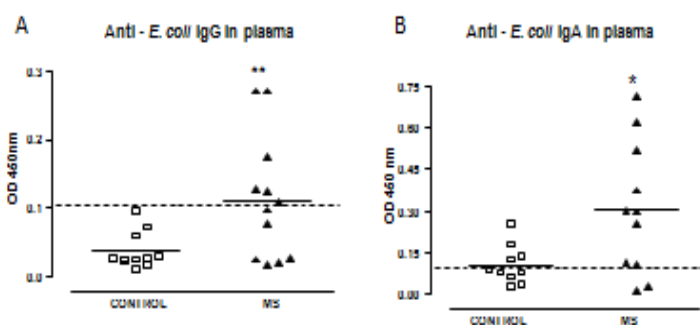 A
Anti - E. coli IgG in plasma
**
0.3
0.2
0.1
0.0
OD 460nm
CONTROL
MS
B
Anti - E. coli IgA in plasma
*
0.75
0.60
0.45
0.30
0.15
0.00
OD 460 nm
CONTROL
MS